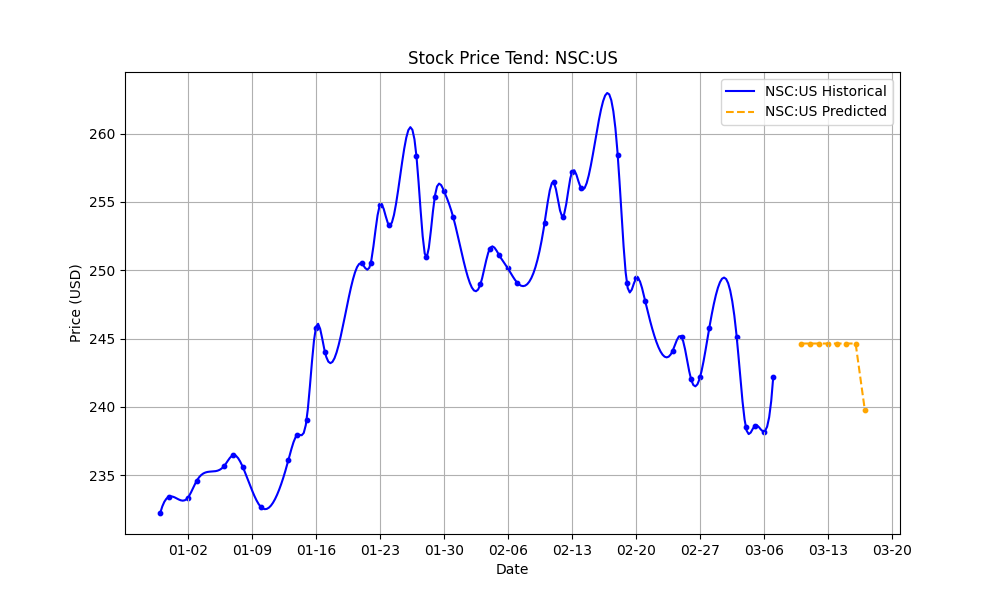 Stock Price Tend: NSC:US
NSC:US Historical
NSC:US Predicted
Price (USD)
260
255
250
245
240
235
01-02 01-09 01-16 01-23 01-30 02-06 02-13 02-20 02-27 03-06 03-13 03-20
Date